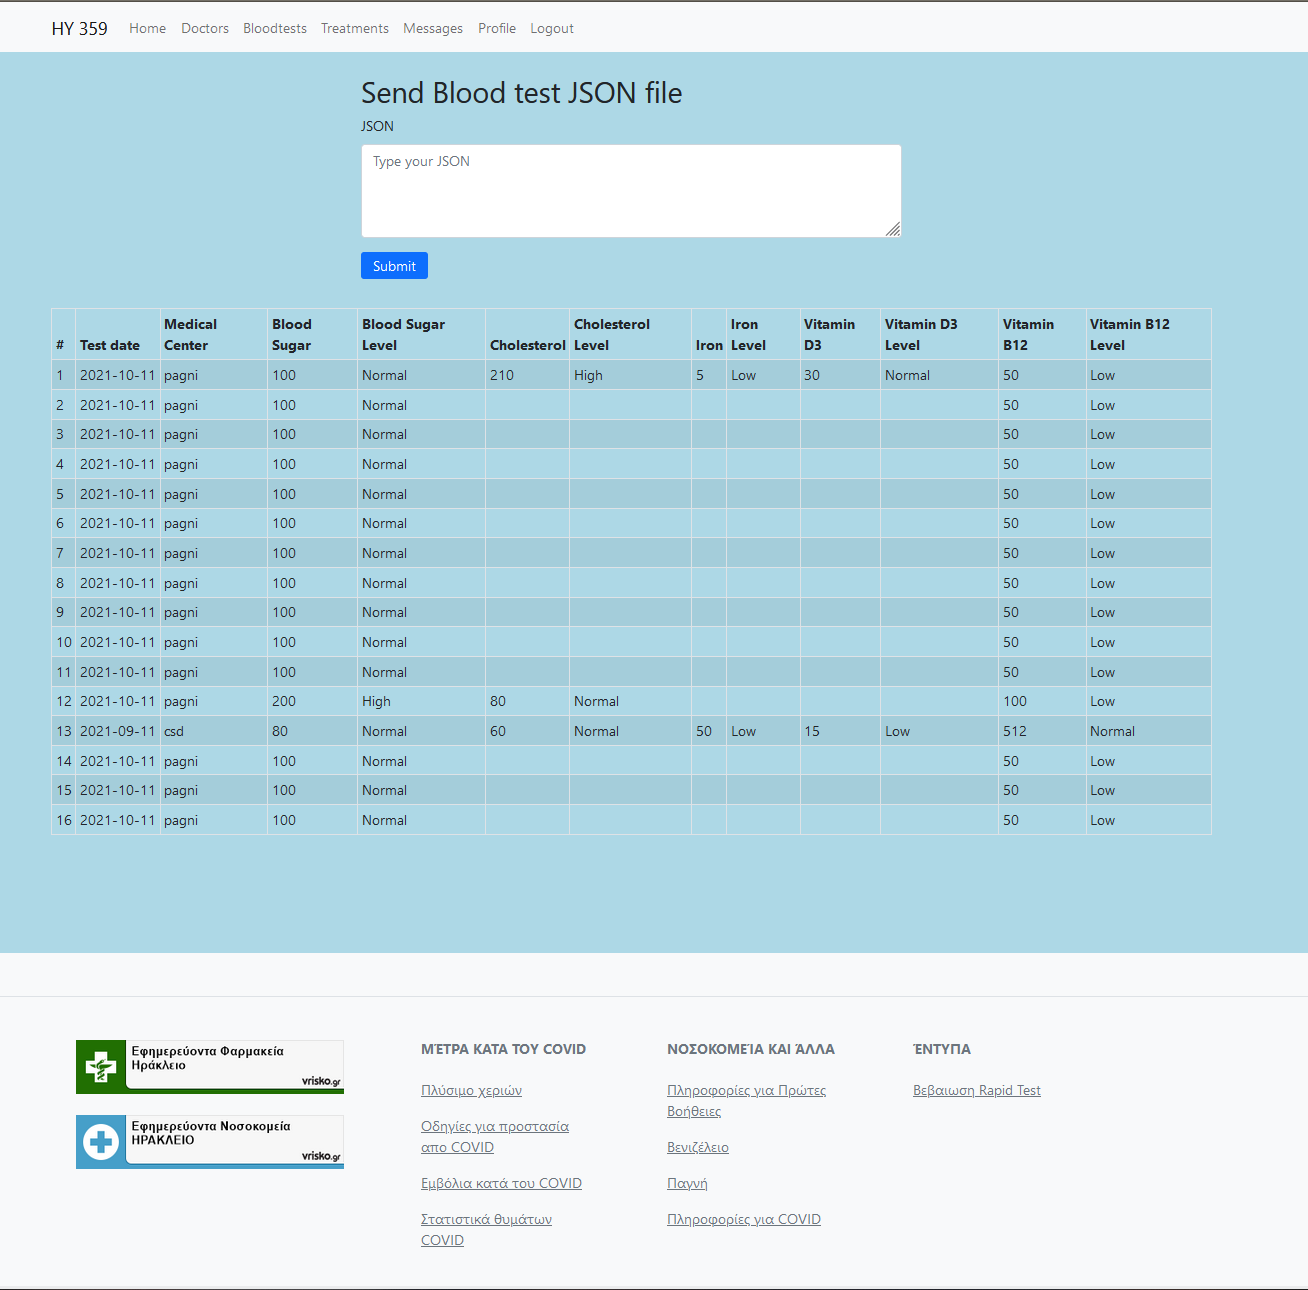 HY 359 Home Doctors Bloodtests Treatments Messages Profile Logout
Send Blood test JSON file
JSON
Type your JSON
Submit
# Test date Medical Center Blood Sugar Blood Sugar Level Cholesterol Cholesterol Level Iron Iron Level Vitamin D3 Vitamin D3 Level Vitamin B12 Vitamin B12 Level
1 2021-10-11 pagni 100 Normal 210 High 5 Low 30 Normal 50 Low
2 2021-10-11 pagni 100 Normal 50 Low
3 2021-10-11 pagni 100 Normal 50 Low
4 2021-10-11 pagni 100 Normal 50 Low
5 2021-10-11 pagni 100 Normal 50 Low
6 2021-10-11 pagni 100 Normal 50 Low
7 2021-10-11 pagni 100 Normal 50 Low
8 2021-10-11 pagni 100 Normal 50 Low
9 2021-10-11 pagni 100 Normal 50 Low
10 2021-10-11 pagni 100 Normal 50 Low
11 2021-10-11 pagni 100 Normal 50 Low
12 2021-10-11 pagni 200 High 80 Normal 100 Low
13 2021-09-11 csd 80 Normal 60 Normal 50 Low 15 Low 512 Normal
14 2021-10-11 pagni 100 Normal 50 Low
15 2021-10-11 pagni 100 Normal 50 Low
16 2021-10-11 pagni 100 Normal 50 Low
Εφημερεύοντα Φαρμακεία
Ηράκλειο
vrisko.gr
Εφημερεύοντα Νοσοκομεία
ΗΡΑΚΛΕΙΟ
vrisko.gr
ΜΈΤΡΑ ΚΑΤΑ ΤΟΥ COVID
Πλύσιμο χεριών
Οδηγίες για προστασία
απο COVID
Εμβόλια κατά του COVID
Στατιστικά θυμάτων
COVID
ΝΟΣΟΚΟΜΕΊΑ ΚΑΙ ΆΛΛΑ
Πληροφορίες για Πρώτες
Βοήθειες
Βενιζέλειο
Παγνή
Πληροφορίες για COVID
ΈΝΤΥΠΑ
Βεβαιωση Rapid Test